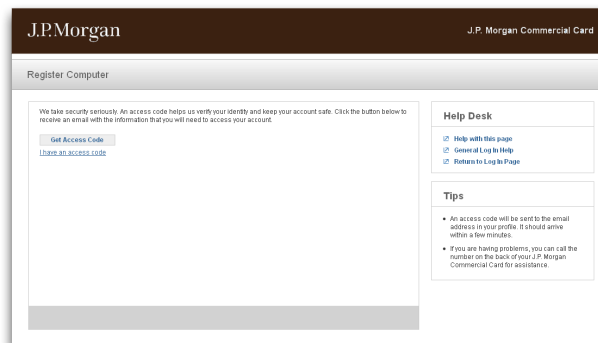 J.P.Morgan
J.P. Morgan Commercial Card
Register Computer
We take security seriously. An access code helps us verify your identity and keep your account safe. Click the button below to
receive an email with the information that you will need to access your account.
Get Access Code
I have an access code
Help Desk
Help with this page
General Log In Help
Return to Log In Page
Tips
An access code will be sent to the email
address in your profile. It should arrive
within a few minutes.
If you are having problems, you can call the
number on the back of your J.P. Morgan
Commercial Card for assistance.